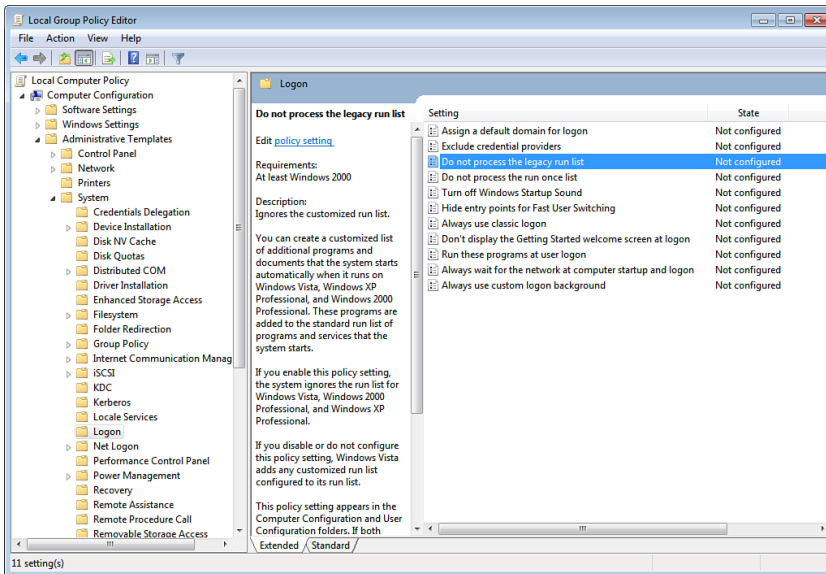 Local Group Policy Editor
File Action View Help
Local Computer Policy
Computer Configuration
Software Settings
Windows Settings
Administrative Templates
Control Panel
Network
Printers
System
Credentials Delegation
Device Installation
Disk NV Cache
Disk Quotas
Distributed COM
Driver Installation
Enhanced Storage Access
Filesystem
Folder Redirection
Group Policy
Internet Communication Manag
iSCSI
KDC
Kerberos
Locale Services
Logon
Net Logon
Performance Control Panel
Power Management
Recovery
Remote Assistance
Remote Procedure Call
Removable Storage Access
Logon
Do not process the legacy run list
Edit policy setting
Requirements:
At least Windows 2000
Description:
Ignores the customized run list.
You can create a customized list
of additional programs and
documents that the system starts
automatically when it runs on
Windows Vista, Windows XP
Professional, and Windows 2000
Professional. These programs are
added to the standard run list of
programs and services that the
system starts.
If you enable this policy setting,
the system ignores the run list for
Windows Vista, Windows 2000
Professional, and Windows XP
Professional.
If you disable or do not configure
this policy setting, Windows Vista
adds any customized run list
configured to its run list.
This policy setting appears in the
Computer Configuration and User
Configuration folders. If both
Setting State
Assign a default domain for logon Not configured
Exclude credential providers Not configured
Do not process the legacy run list Not configured
Do not process the run once list Not configured
Turn off Windows Startup Sound Not configured
Hide entry points for Fast User Switching Not configured
Always use classic logon Not configured
Don't display the Getting Started welcome screen at logon Not configured
Run these programs at user logon Not configured
Always wait for the network at computer startup and logon Not configured
Always use custom logon background Not configured
Extended Standard
11 setting(s)